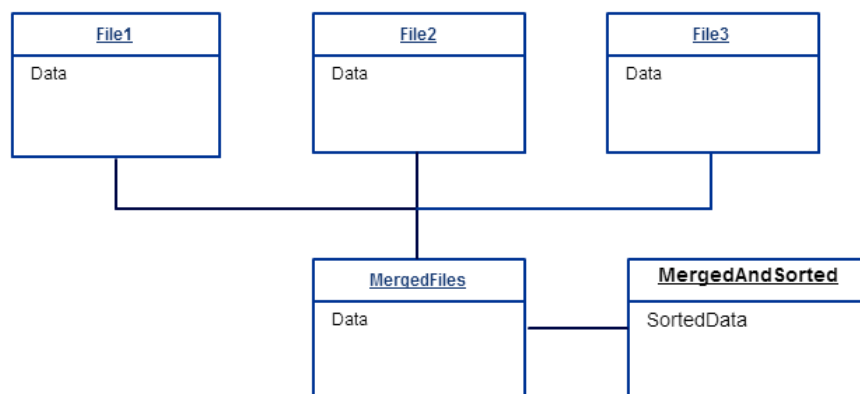 File1
Data
File2
Data
File3
Data
MergedFiles
Data
MergedAndSorted
SortedData